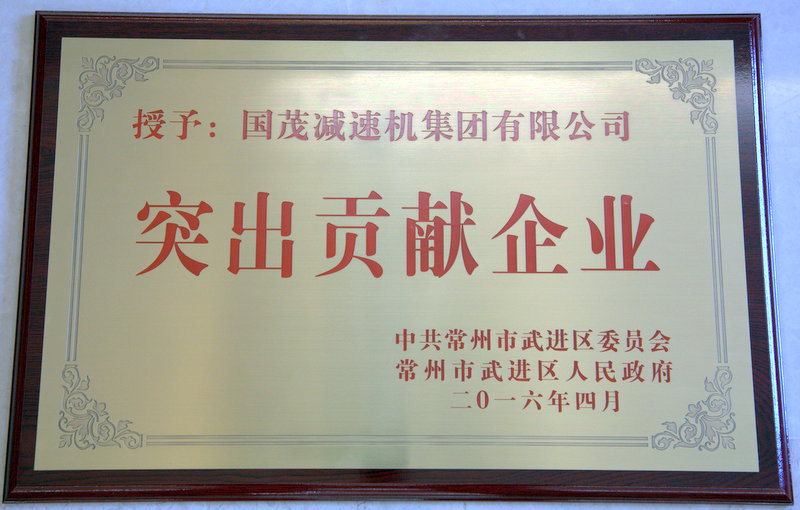 授予：国茂减速机集团有限公司
突出贡献企业
中共常州市武进区委员会
常州市武进区人民政府
二0一六年四月